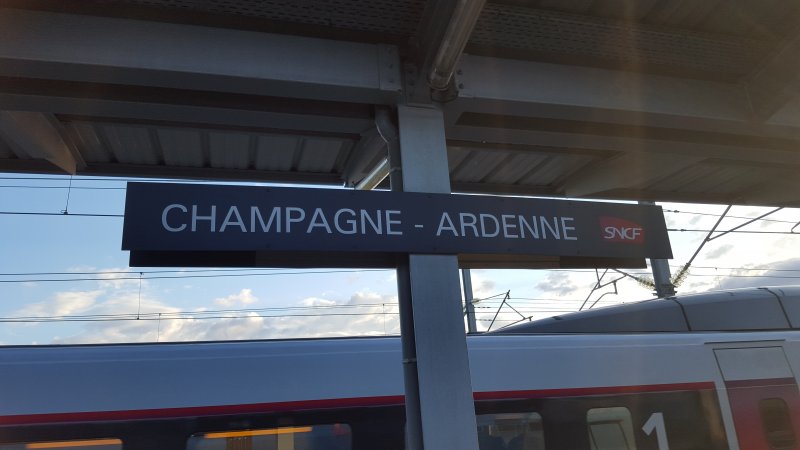 CHAMPAGNE - ARDENNE SNCF
1